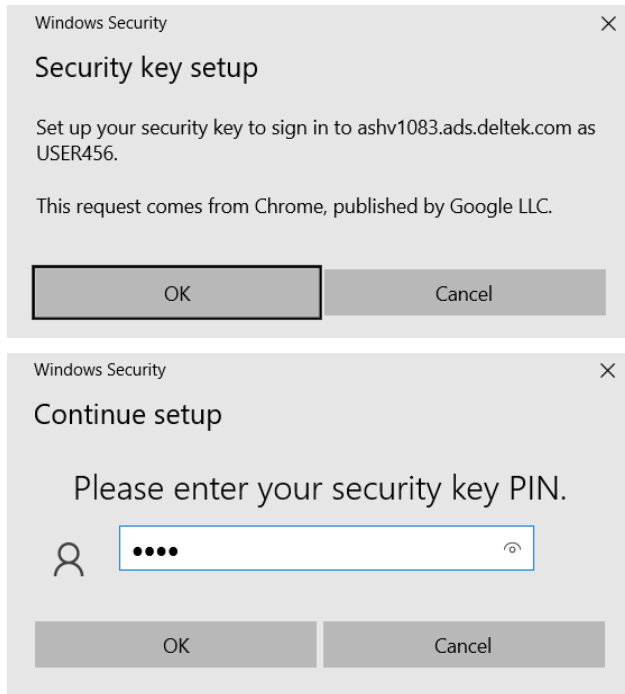 Windows Security
Security key setup
Set up your security key to sign in to ashv1083.ads.deltek.com as
USER456.
This request comes from Chrome, published by Google LLC.
OK
Cancel
Windows Security
Continue setup
Please enter your security key PIN.
••••
OK
Cancel